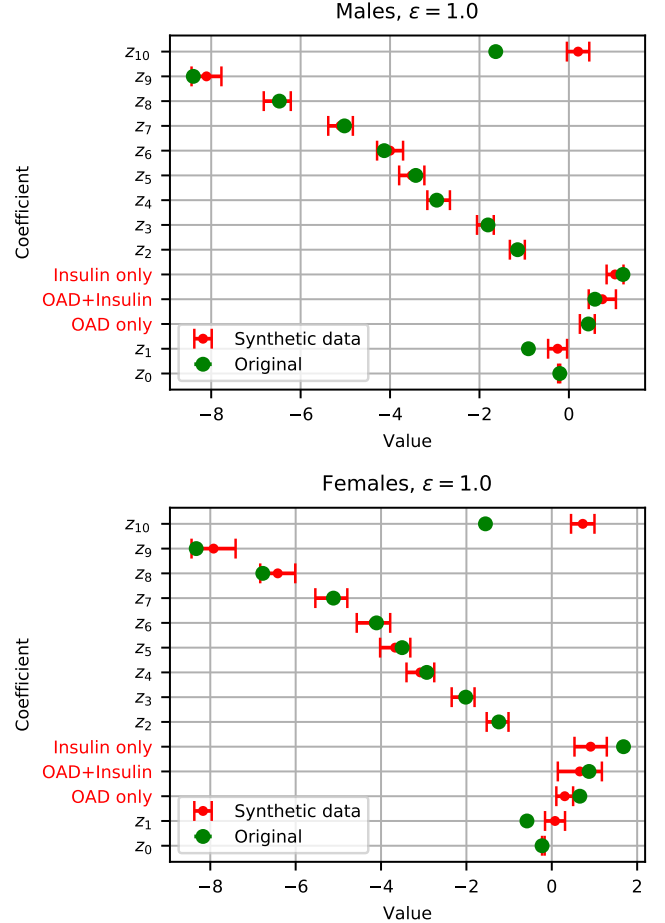 Males, ε = 1.0
z₁₀
z₉
z₈
z₇
z₆
z₅
z₄
z₃
z₂
Insulin only
OAD+Insulin
OAD only
z₁
z₀
Coefficient
Synthetic data
Original
−8 −6 −4 −2 0
Value
Females, ε = 1.0
z₁₀
z₉
z₈
z₇
z₆
z₅
z₄
z₃
z₂
Insulin only
OAD+Insulin
OAD only
z₁
z₀
Coefficient
Synthetic data
Original
−8 −6 −4 −2 0 2
Value